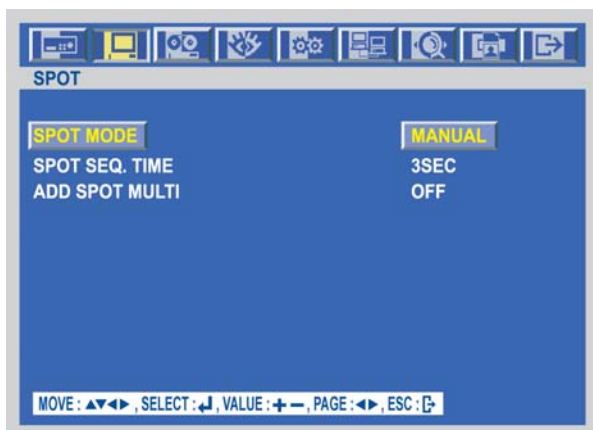 SPOT
SPOT MODE MANUAL
SPOT SEQ. TIME 3SEC
ADD SPOT MULTI OFF
MOVE : ▲▼◄► , SELECT : ↵ , VALUE : + − , PAGE : ◄► , ESC :